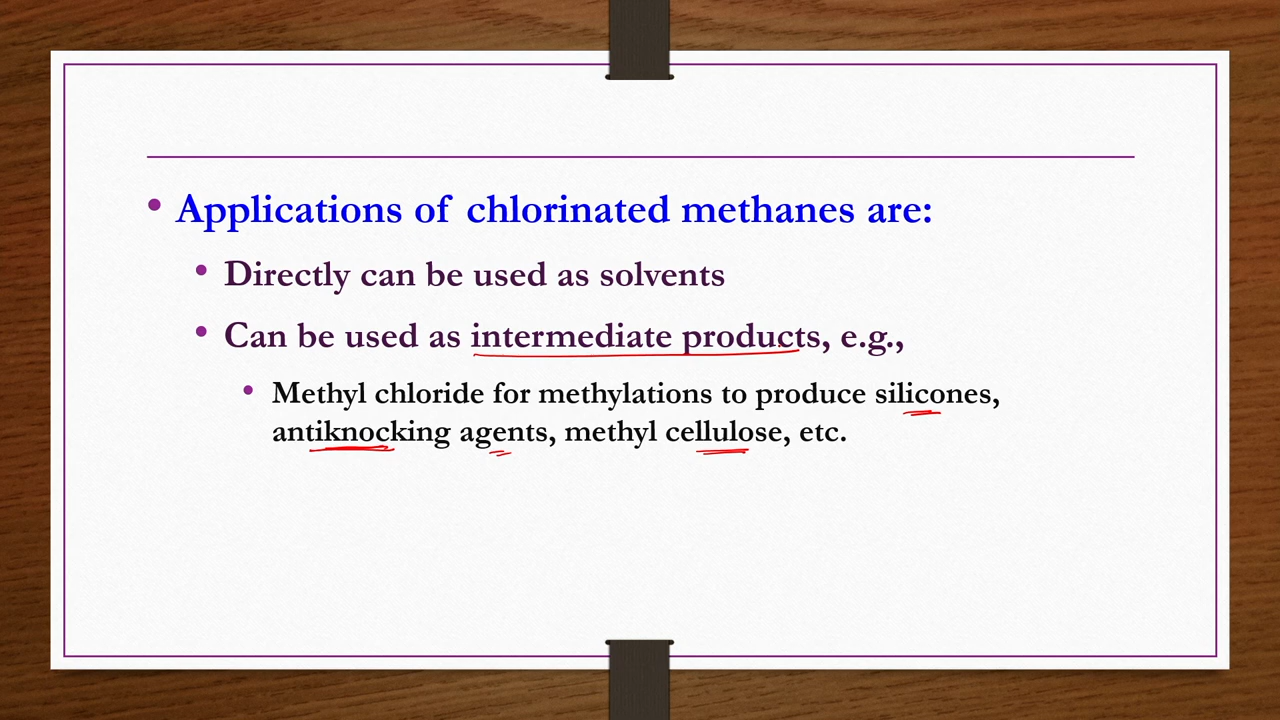 • Applications of chlorinated methanes are:
• Directly can be used as solvents
• Can be used as intermediate products, e.g.,
• Methyl chloride for methylations to produce silicones,
antiknocking agents, methyl cellulose, etc.